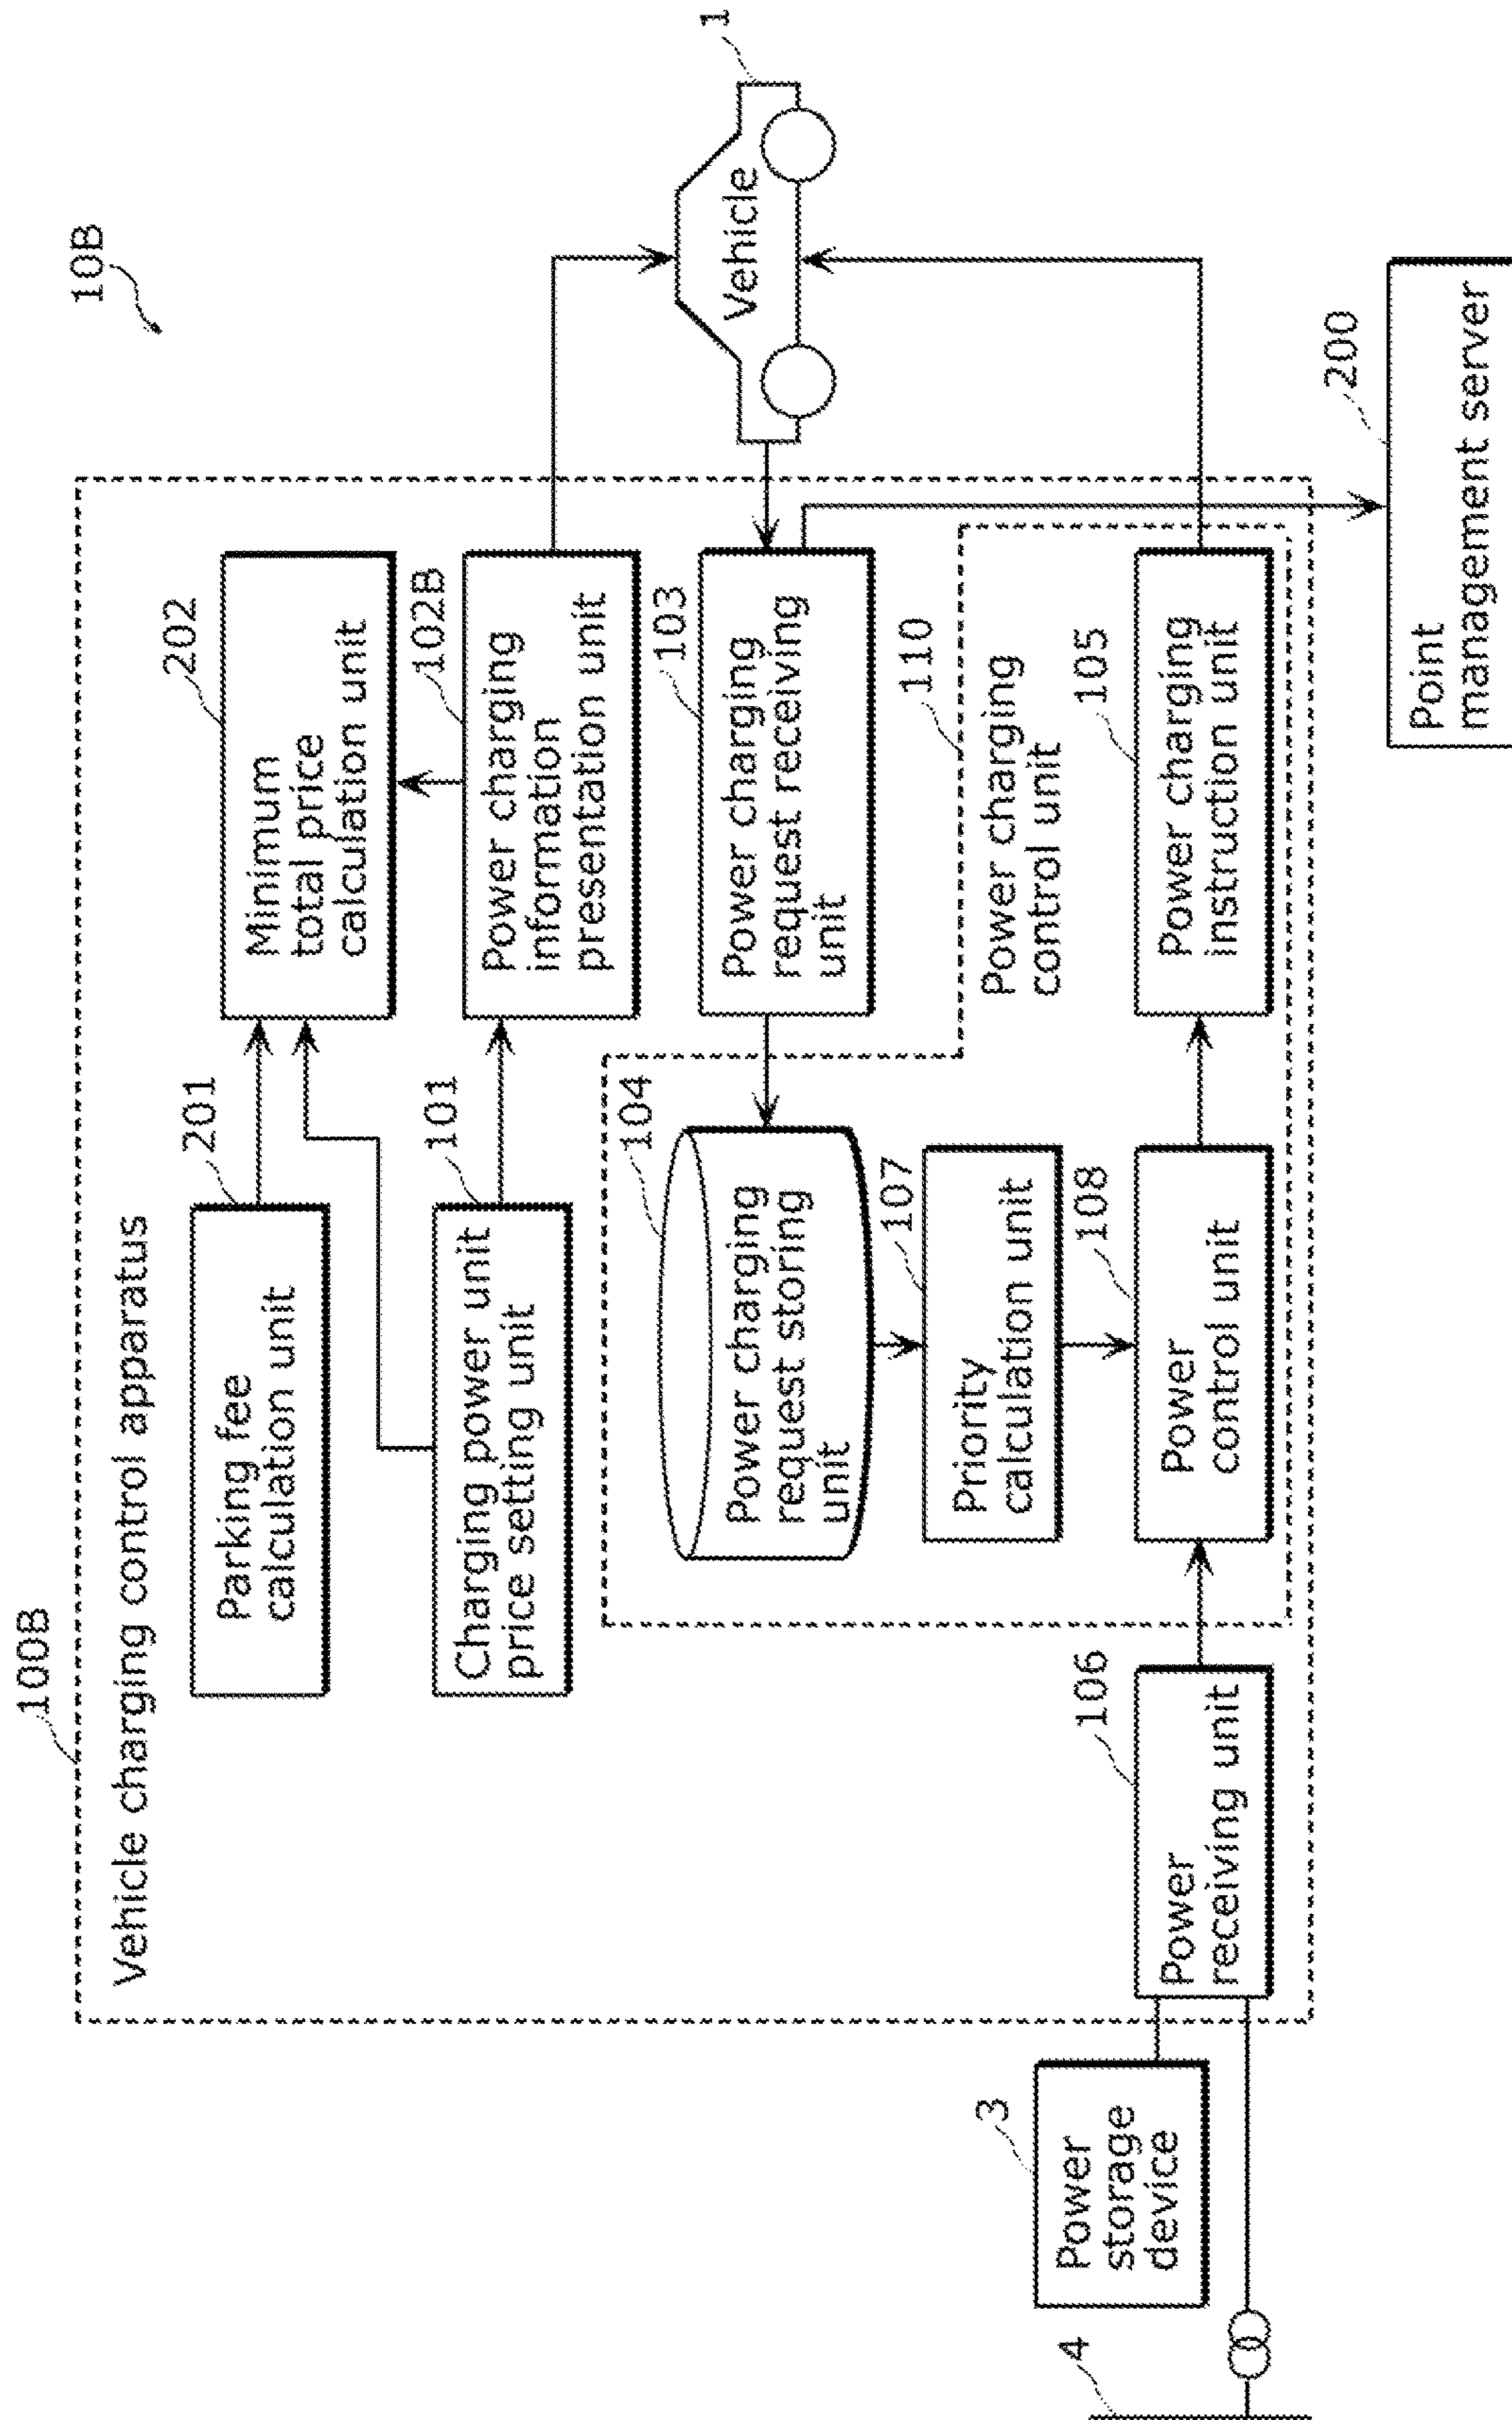 10B
100B
Vehicle charging control apparatus
201
Parking fee
calculation unit
202
Minimum
total price
calculation unit
101
Charging power unit
price setting unit
102B
Power charging
information
presentation unit
1
Vehicle
103
Power charging
request receiving
unit
104
Power charging
request storing
unit
110
Power charging
control unit
107
Priority
calculation unit
108
Power
control unit
105
Power charging
instruction unit
106
Power
receiving unit
3
Power
storage
device
4
200
Point
management server